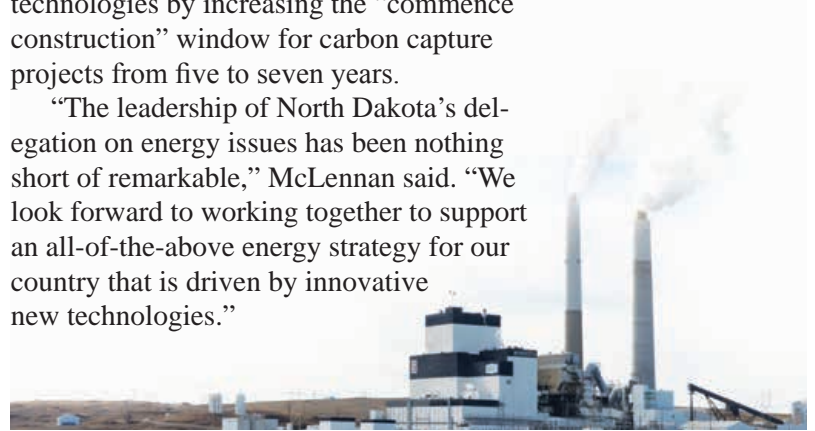 technologies by increasing the “commence
construction” window for carbon capture
projects from five to seven years.
“The leadership of North Dakota’s del-
egation on energy issues has been nothing
short of remarkable,” McLennan said. “We
look forward to working together to support
an all-of-the-above energy strategy for our
country that is driven by innovative
new technologies.”